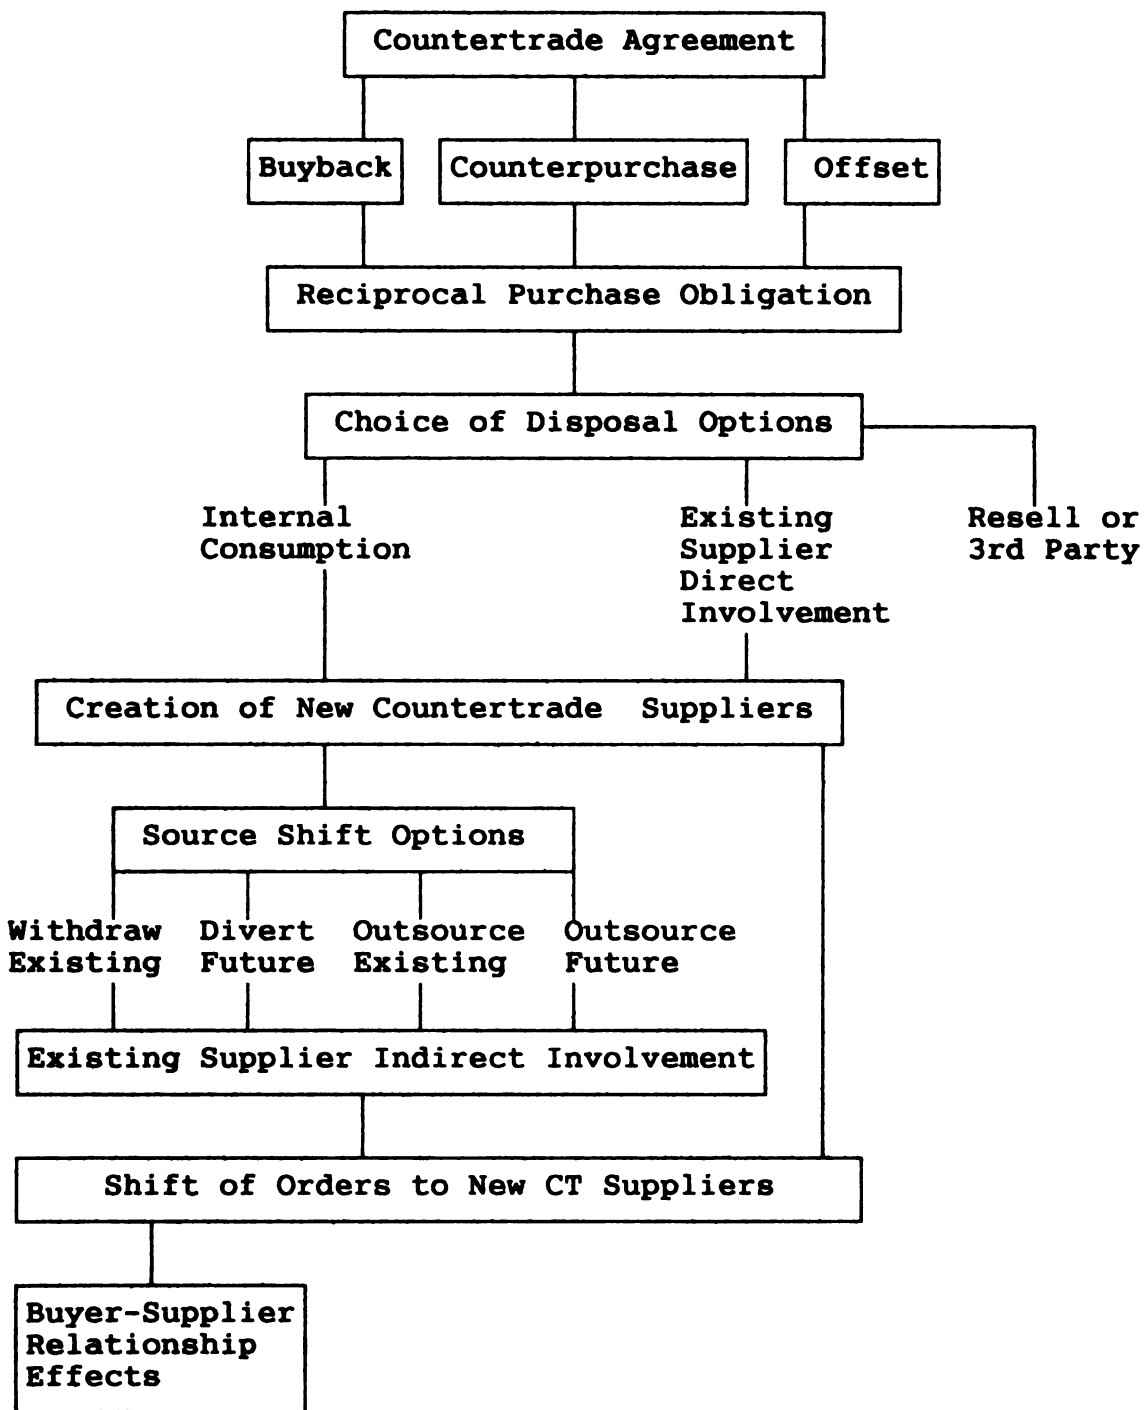 Countertrade Agreement
Buyback
Counterpurchase
Offset
Reciprocal Purchase Obligation
Choice of Disposal Options
Internal
Consumption
Existing
Supplier
Direct
Involvement
Resell or
3rd Party
Creation of New Countertrade Suppliers
Source Shift Options
Withdraw
Existing
Divert
Future
Outsource
Existing
Outsource
Future
Existing Supplier Indirect Involvement
Shift of Orders to New CT Suppliers
Buyer-Supplier
Relationship
Effects